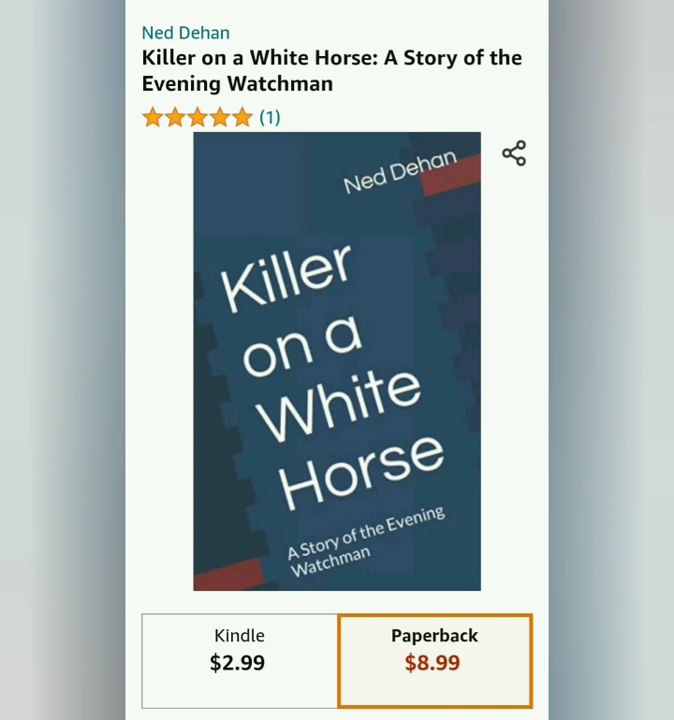 Ned Dehan
Killer on a White Horse: A Story of the
Evening Watchman
(1)
Ned Dehan
Killer
on a
White
Horse
A Story of the Evening
Watchman
Kindle
$2.99
Paperback
$8.99